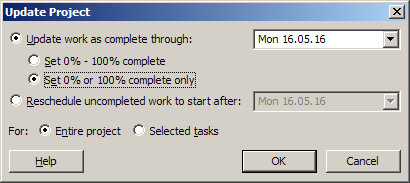 Update Project
Update work as complete through: Mon 16.05.16
Set 0% - 100% complete
Set 0% or 100% complete only
Reschedule uncompleted work to start after: Mon 16.05.16
For: Entire project Selected tasks
Help OK Cancel